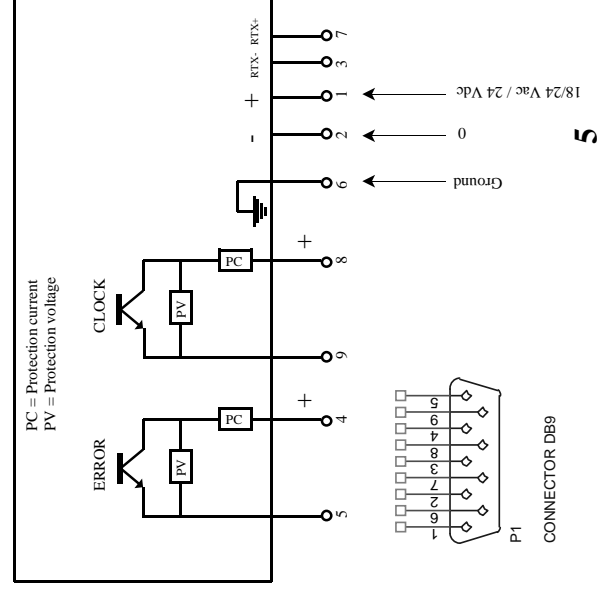 PC = Protection current
PV = Protection voltage
ERROR
PV
PC
CLOCK
PV
PC
-
+
RTX-
RTX+
5
4
+
9
8
+
6
2
1
3
7
Ground
0
18/24 Vac / 24 Vdc
5
1
6
2
7
3
8
4
9
5
P1
CONNECTOR DB9